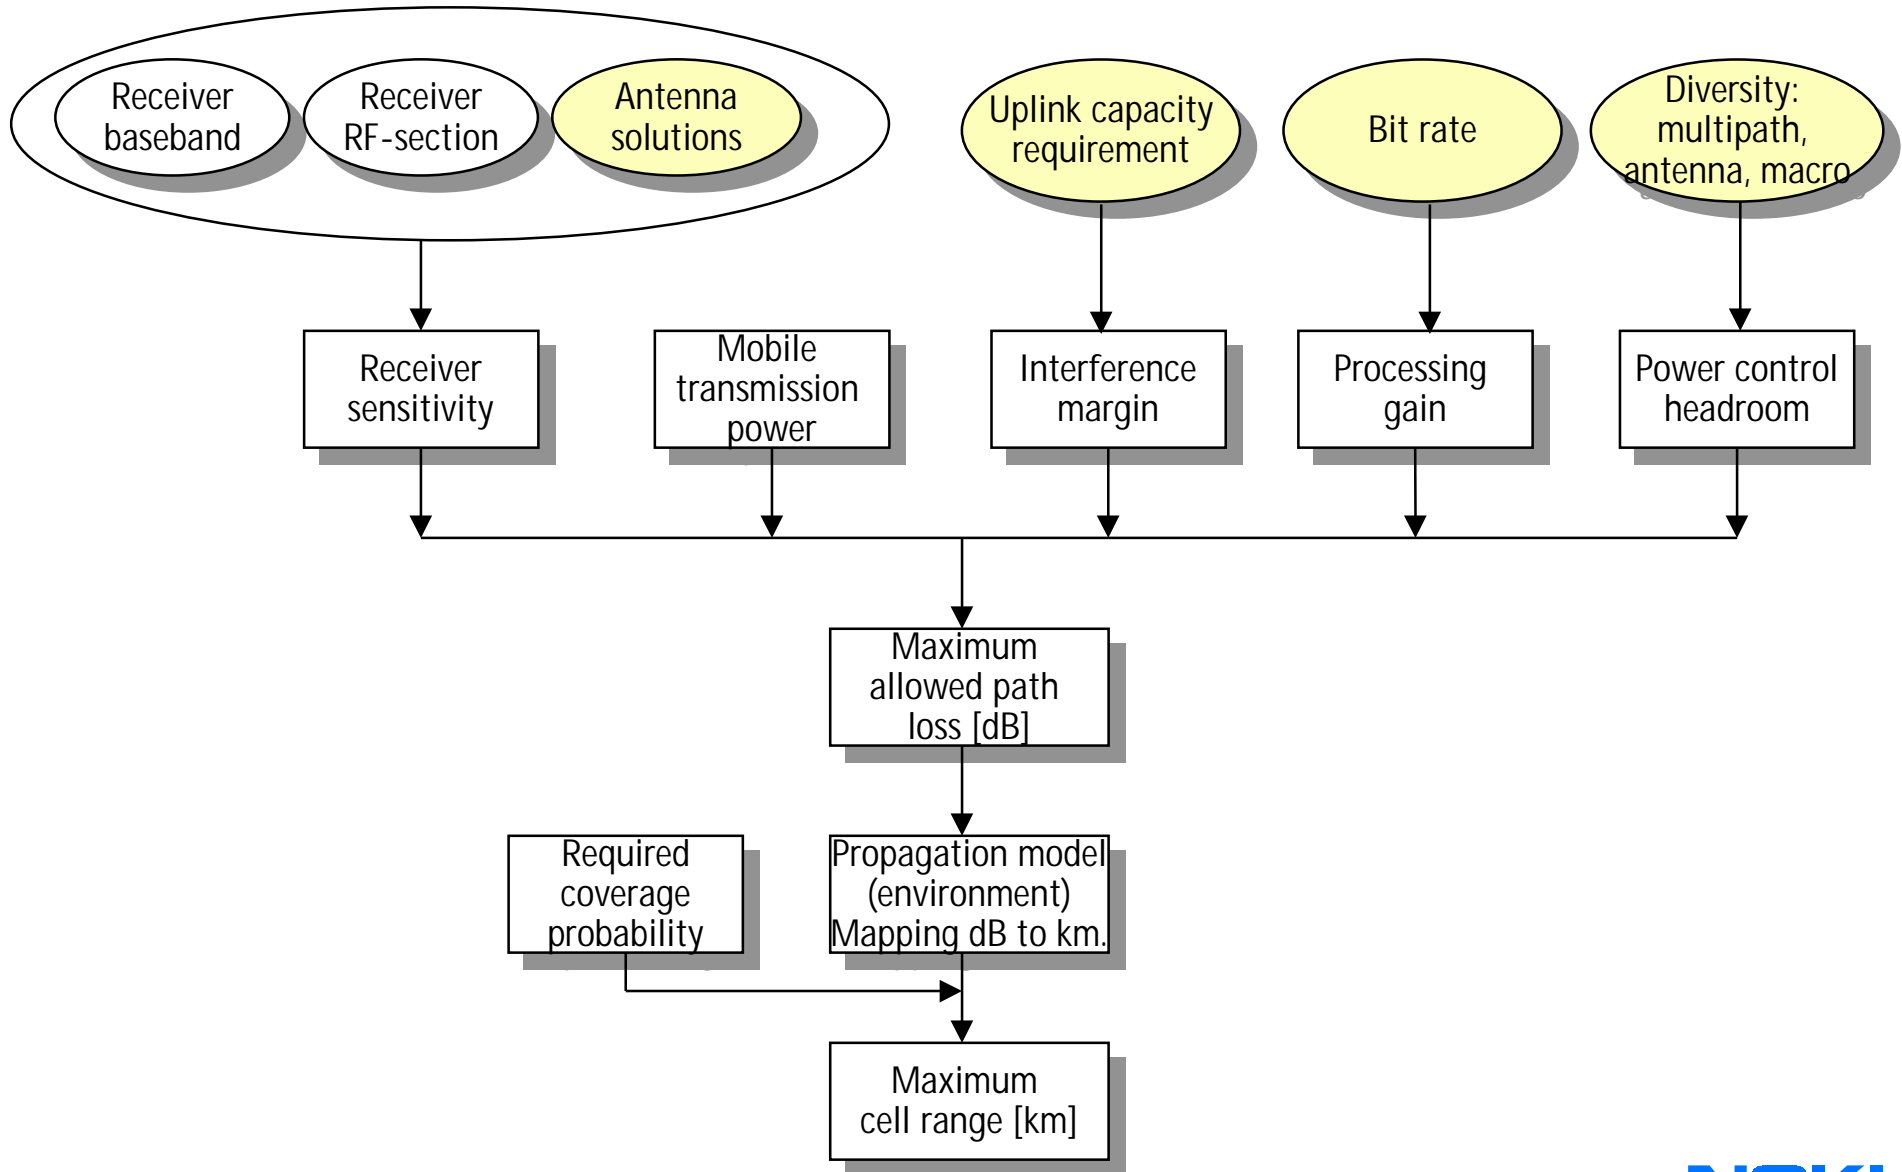 Receiver
baseband
Receiver
RF-section
Antenna
solutions
Uplink capacity
requirement
Bit rate
Diversity:
multipath,
antenna, macro
Receiver
sensitivity
Mobile
transmission
power
Interference
margin
Processing
gain
Power control
headroom
Maximum
allowed path
loss [dB]
Required
coverage
probability
Propagation model
(environment)
Mapping dB to km.
Maximum
cell range [km]